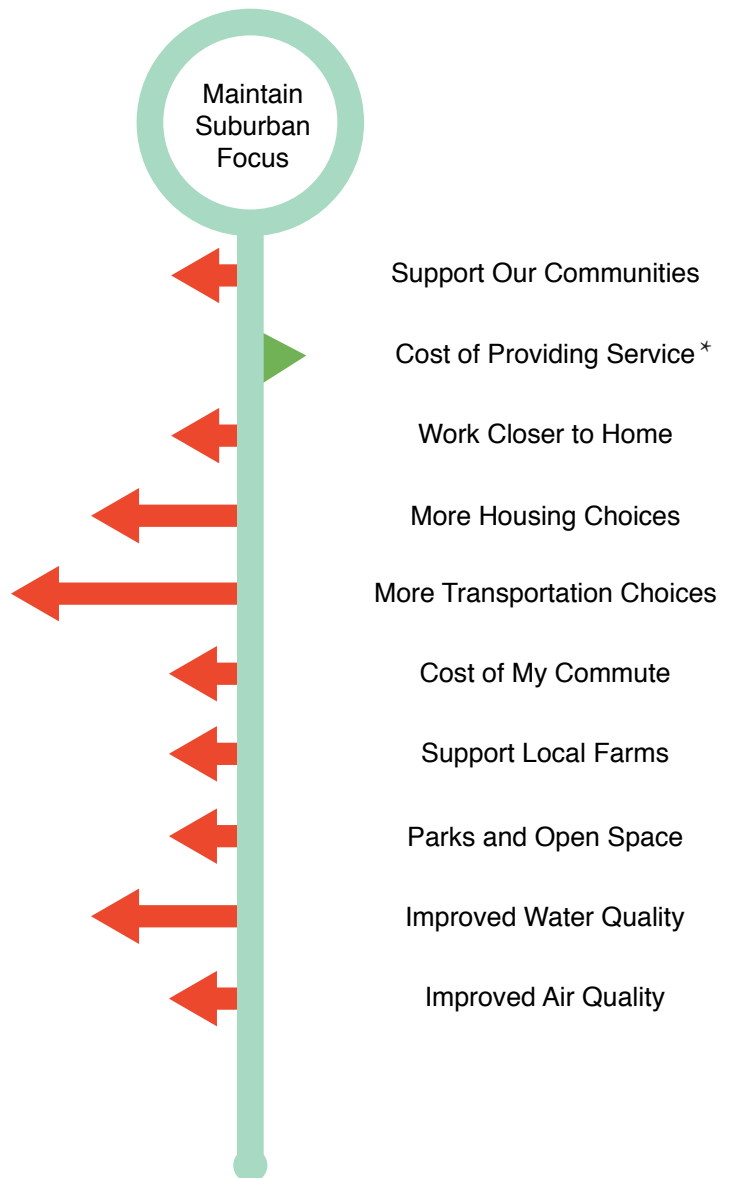 Maintain
Suburban
Focus
Support Our Communities
Cost of Providing Service*
Work Closer to Home
More Housing Choices
More Transportation Choices
Cost of My Commute
Support Local Farms
Parks and Open Space
Improved Water Quality
Improved Air Quality